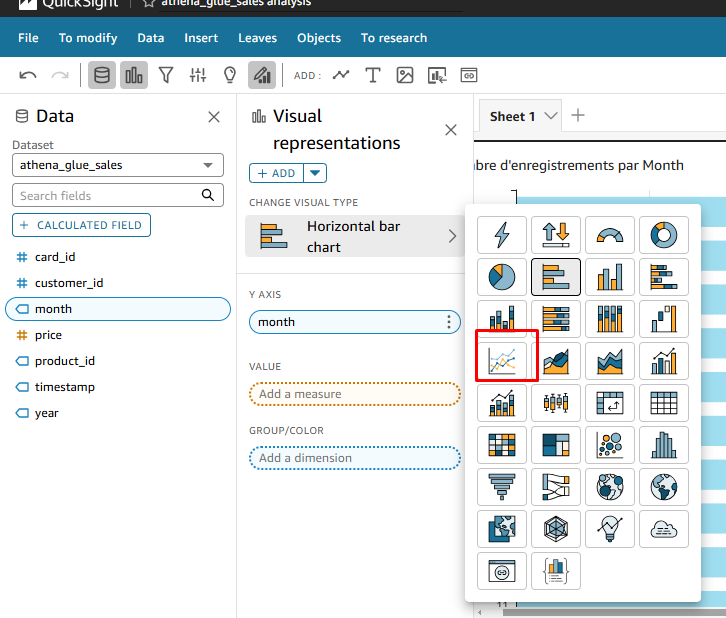 QuickSight athena_glue_sales analysis
File To modify Data Insert Leaves Objects To research
ADD :
Data
Dataset
athena_glue_sales
Search fields
+ CALCULATED FIELD
card_id
customer_id
month
price
product_id
timestamp
year
Visual
representations
+ ADD
CHANGE VISUAL TYPE
Horizontal bar
chart
Y AXIS
month
VALUE
Add a measure
GROUP/COLOR
Add a dimension
Sheet 1
bre d'enregistrements par Month
11